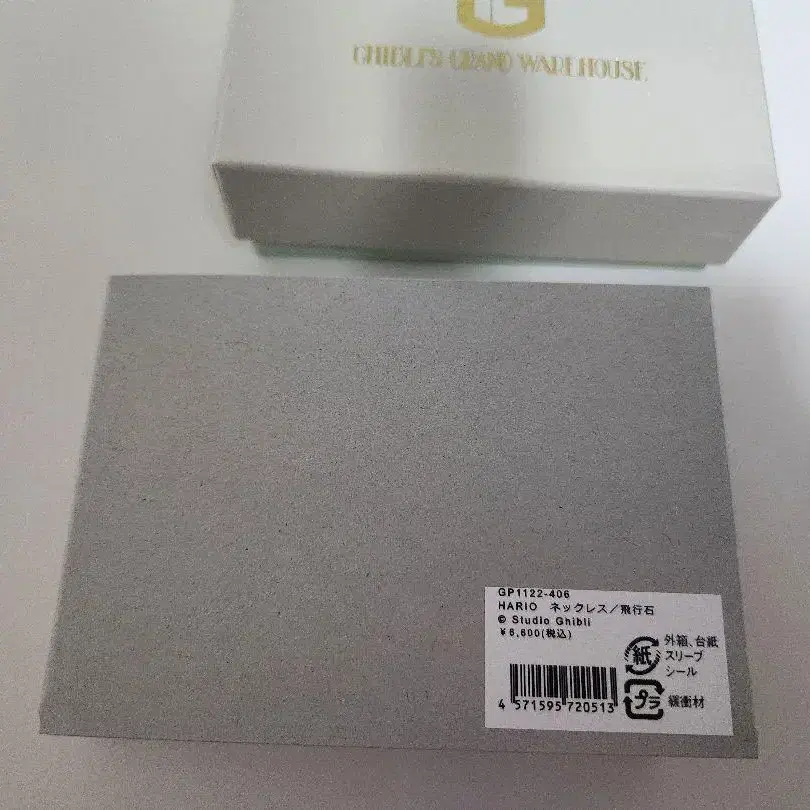 G
GHIBLI'S GRAND WAREHOUSE
GP1122-406
HARIO ネックレス／飛行石
© Studio Ghibli
￥6,600(税込)
4 571595 720513
紙
外箱、台紙
スリーブ
シール
プラ
緩衝材